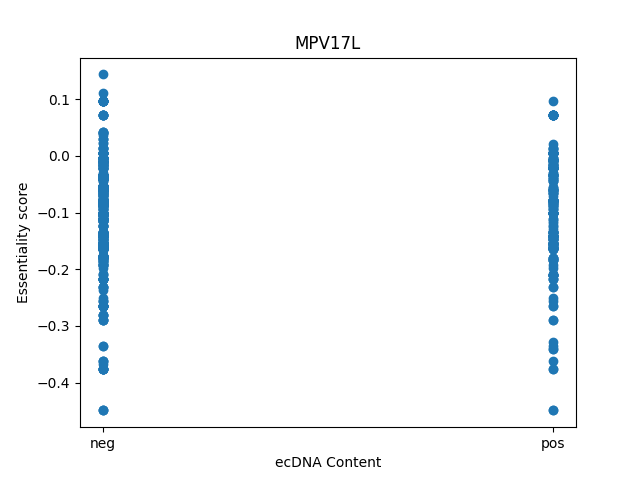 MPV17L
Essentiality score
0.1
0.0
−0.1
−0.2
−0.3
−0.4
neg
pos
ecDNA Content